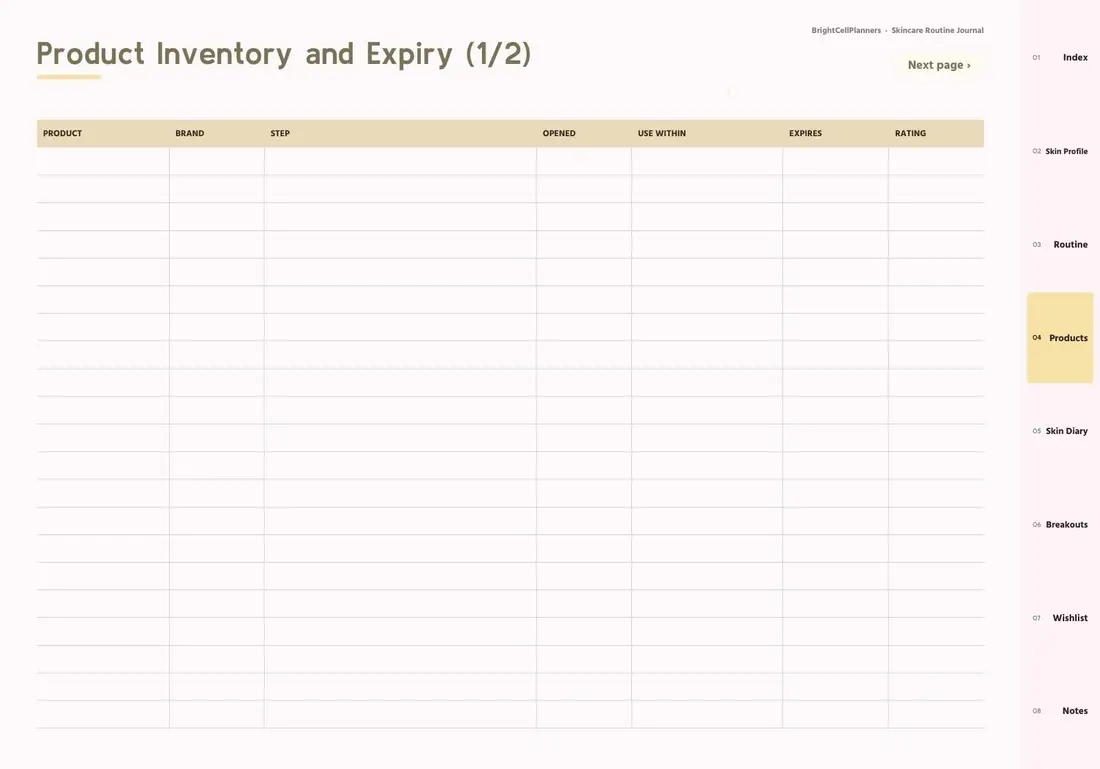 BrightCellPlanners · Skincare Routine Journal
Product Inventory and Expiry (1/2)
Next page ›
PRODUCT BRAND STEP OPENED USE WITHIN EXPIRES RATING
01 Index
02 Skin Profile
03 Routine
04 Products
05 Skin Diary
06 Breakouts
07 Wishlist
08 Notes